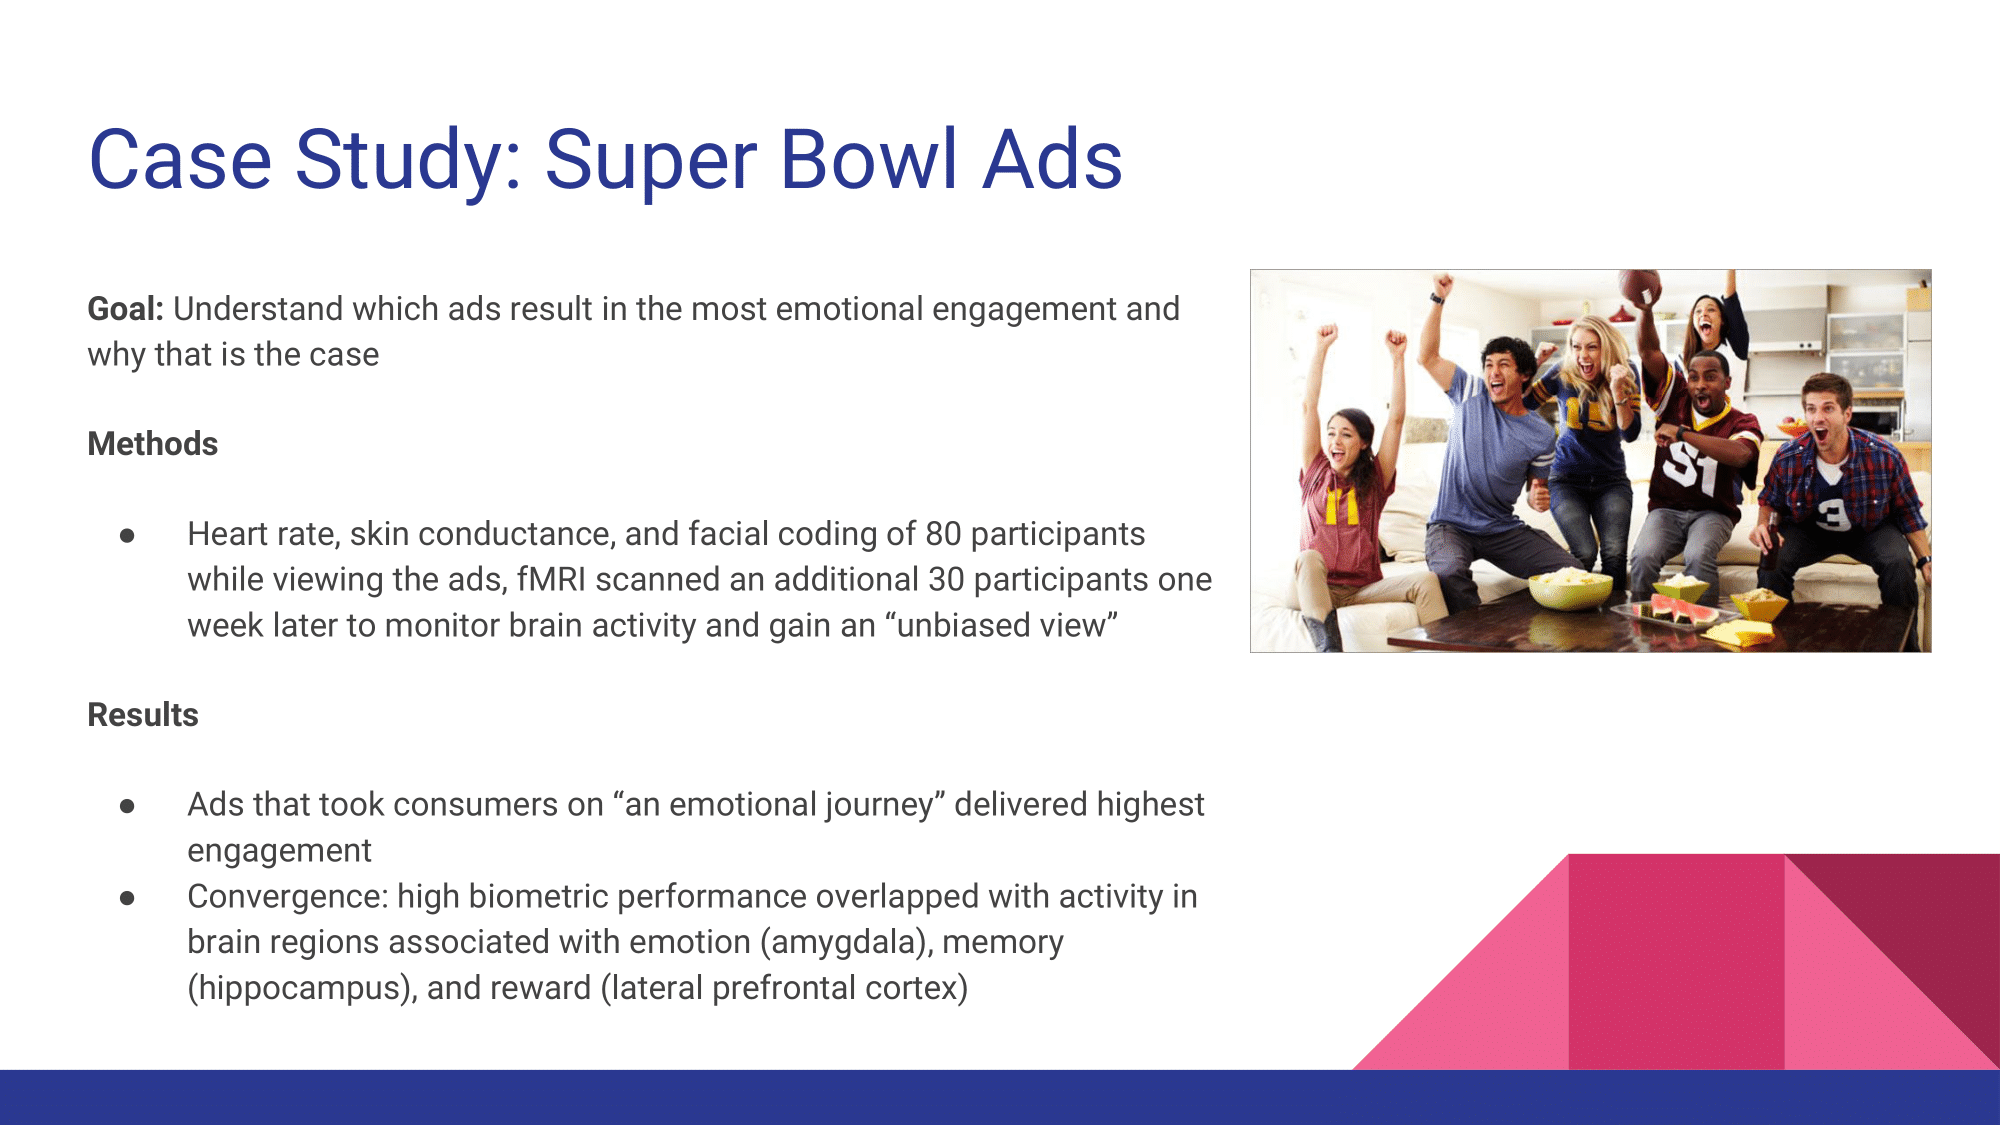 Case Study: Super Bowl Ads
Goal: Understand which ads result in the most emotional engagement and
why that is the case
Methods
● Heart rate, skin conductance, and facial coding of 80 participants
while viewing the ads, fMRI scanned an additional 30 participants one
week later to monitor brain activity and gain an “unbiased view”
Results
● Ads that took consumers on “an emotional journey” delivered highest
engagement
● Convergence: high biometric performance overlapped with activity in
brain regions associated with emotion (amygdala), memory
(hippocampus), and reward (lateral prefrontal cortex)
11
15
51
3